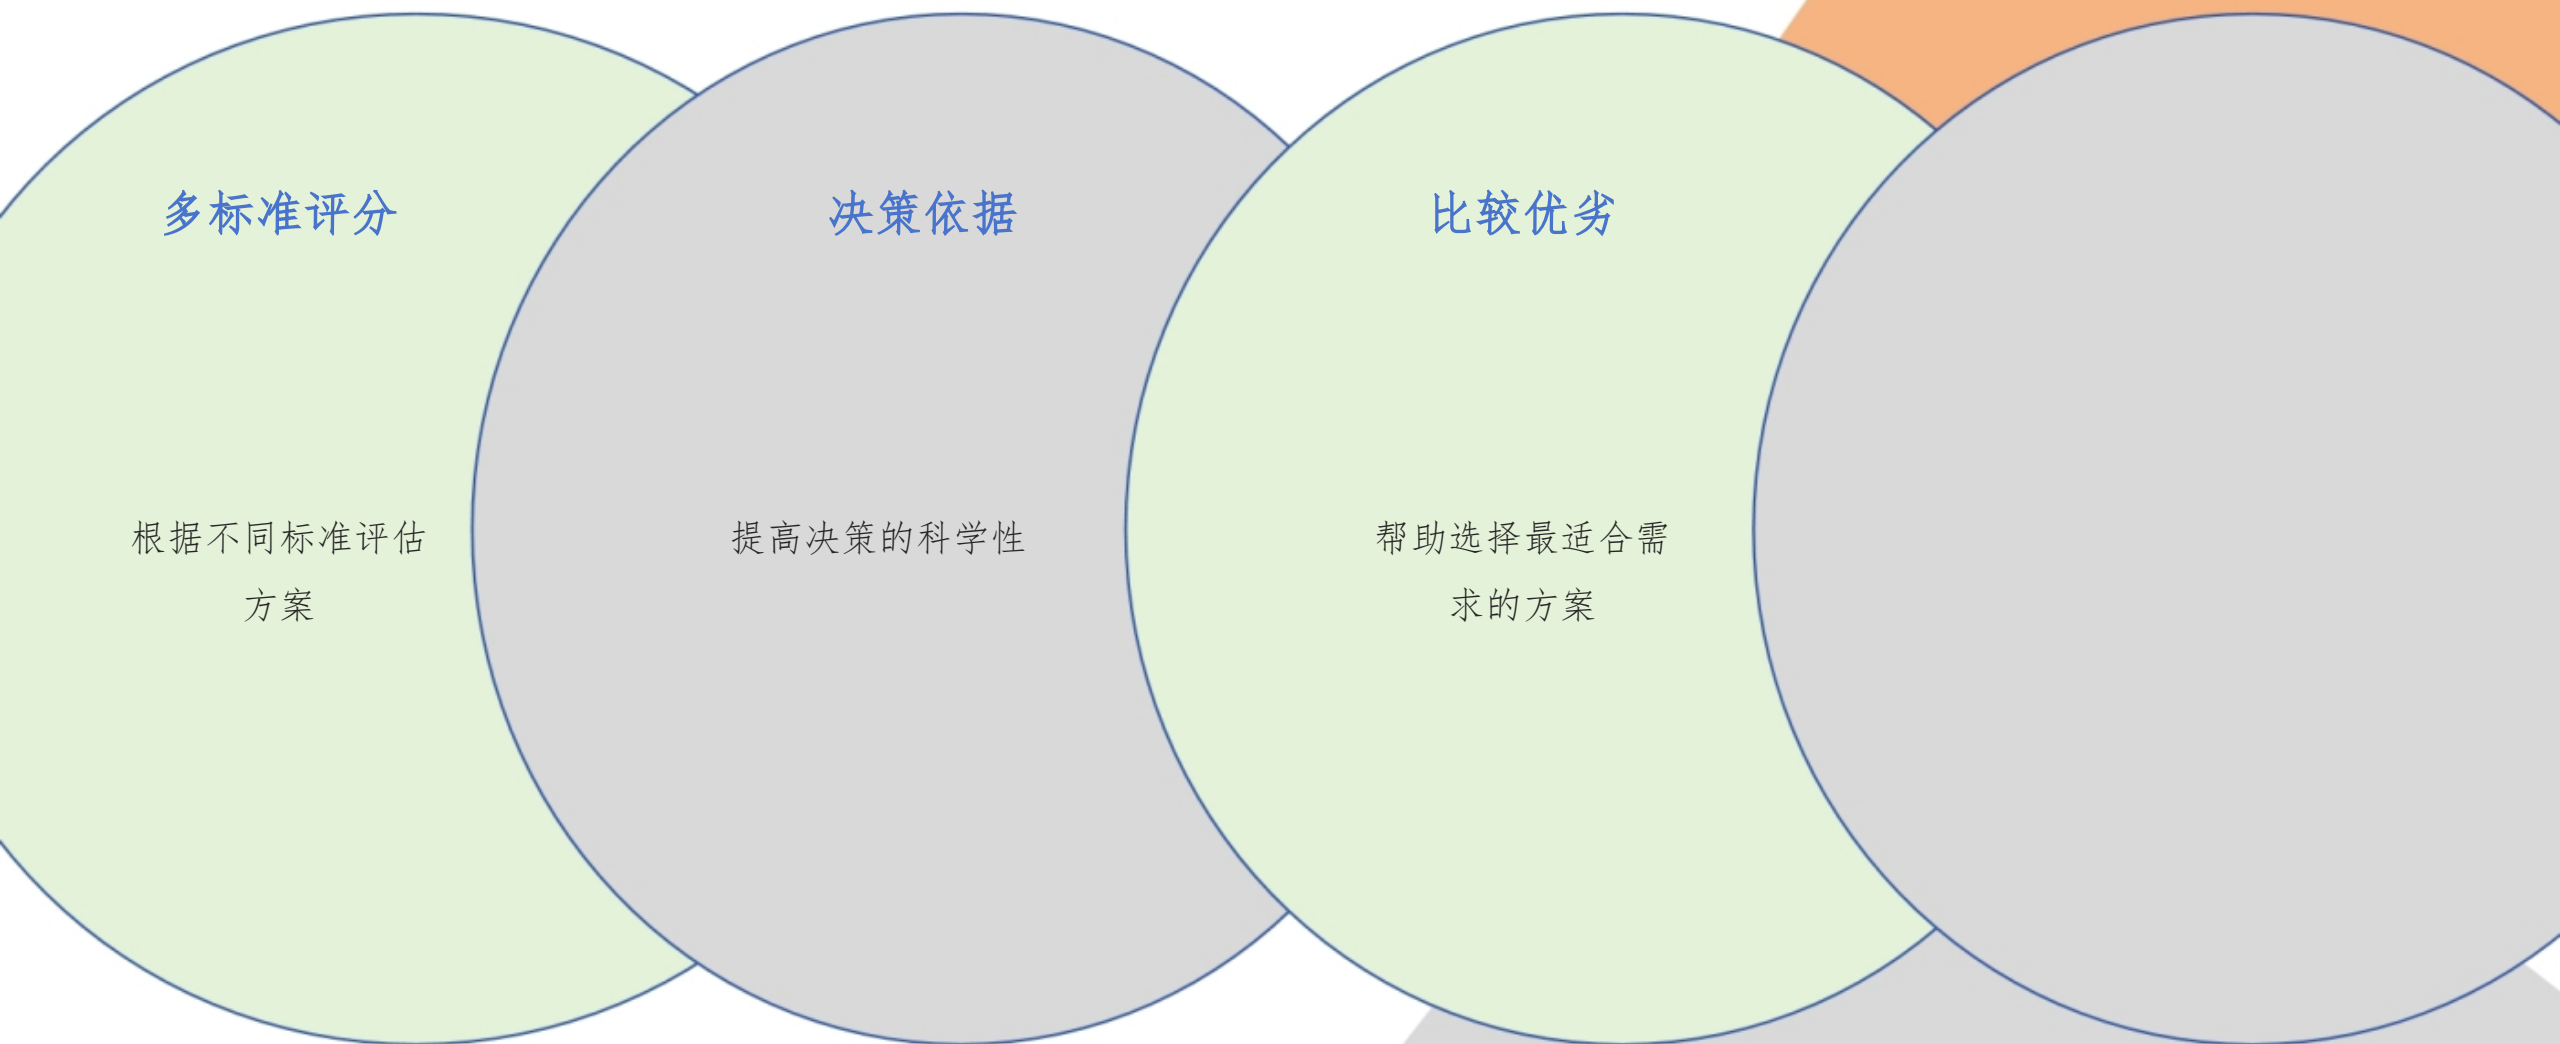 多标准评分
根据不同标准评估
方案
决策依据
提高决策的科学性
比较优劣
帮助选择最适合需
求的方案